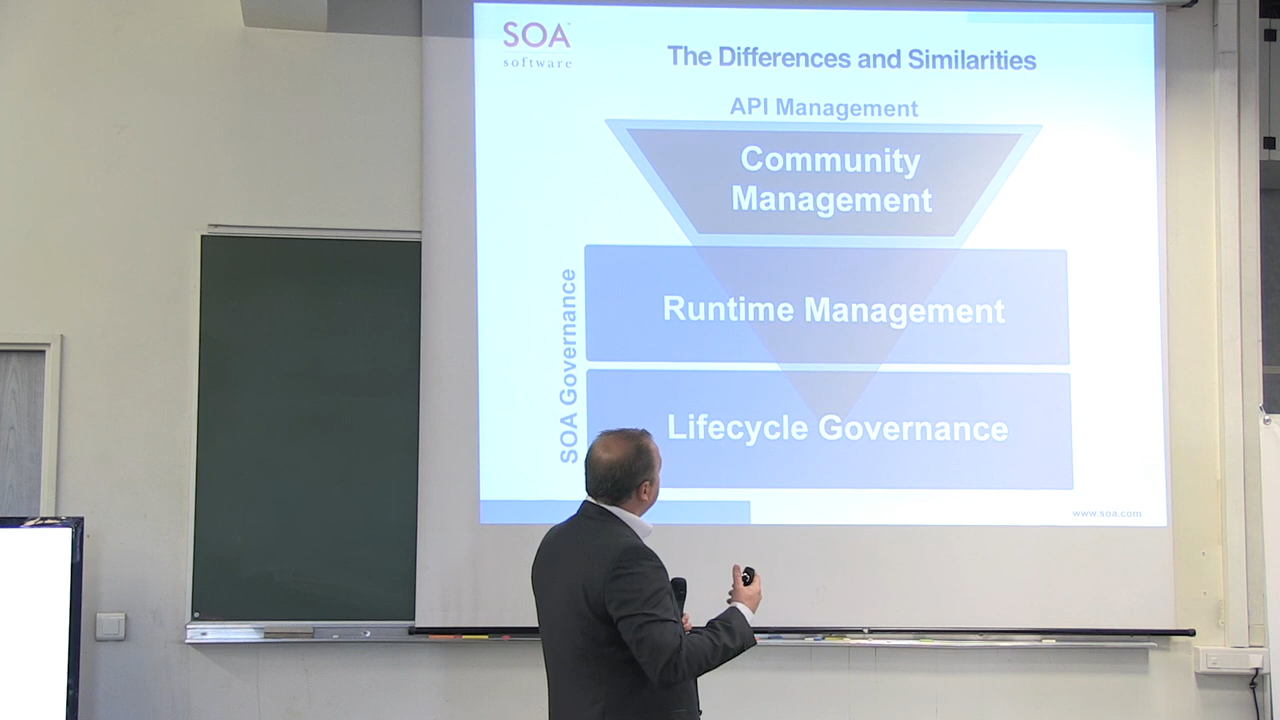 SOA
software
The Differences and Similarities
API Management
Community
Management
SOA Governance
Runtime Management
Lifecycle Governance
www.soa.com